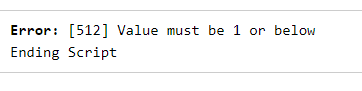 Error: [512] Value must be 1 or below
Ending Script